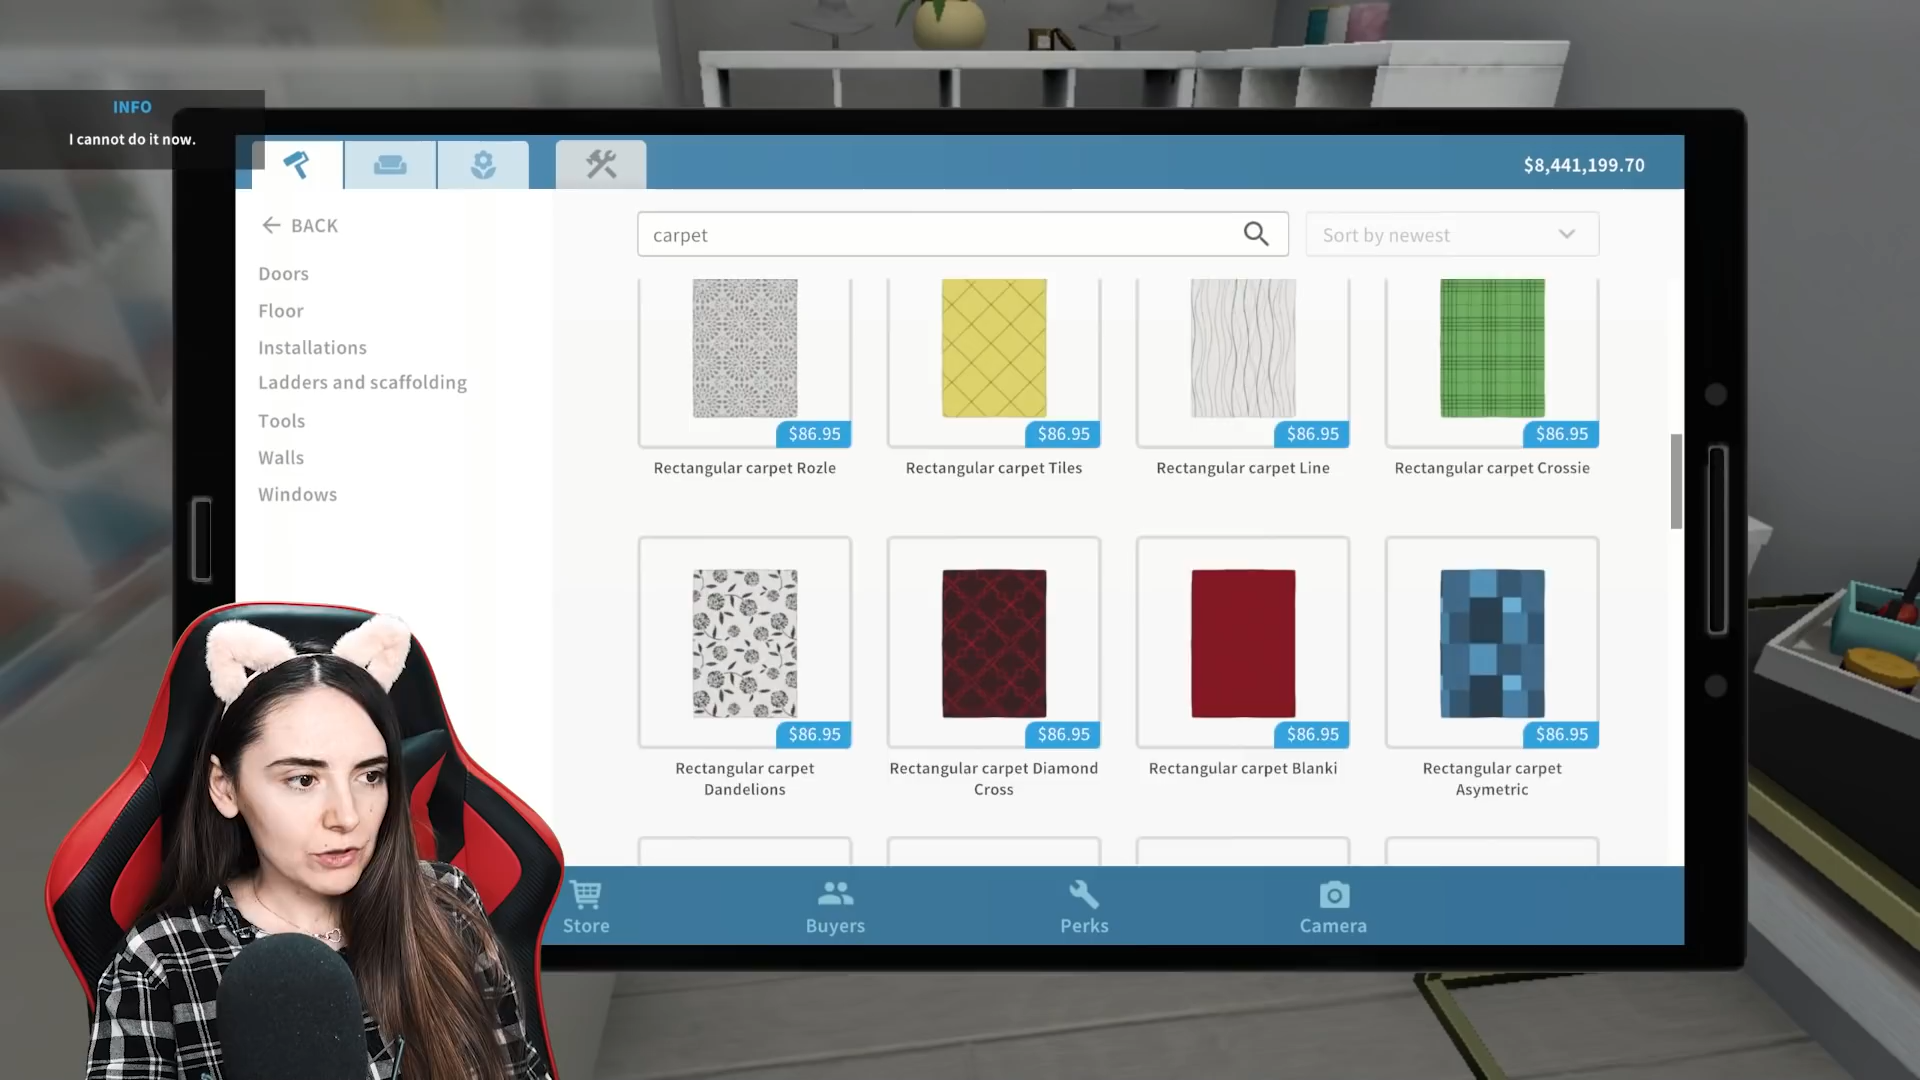 INFO
I cannot do it now.
$8,441,199.70
BACK
carpet
Sort by newest
Doors
Floor
Installations
Ladders and scaffolding
Tools
Walls
Windows
$86.95
$86.95
$86.95
$86.95
Rectangular carpet Rozle
Rectangular carpet Tiles
Rectangular carpet Line
Rectangular carpet Crossie
$86.95
$86.95
$86.95
$86.95
Rectangular carpet
Dandelions
Rectangular carpet Diamond
Cross
Rectangular carpet Blanki
Rectangular carpet
Asymetric
Store
Buyers
Perks
Camera